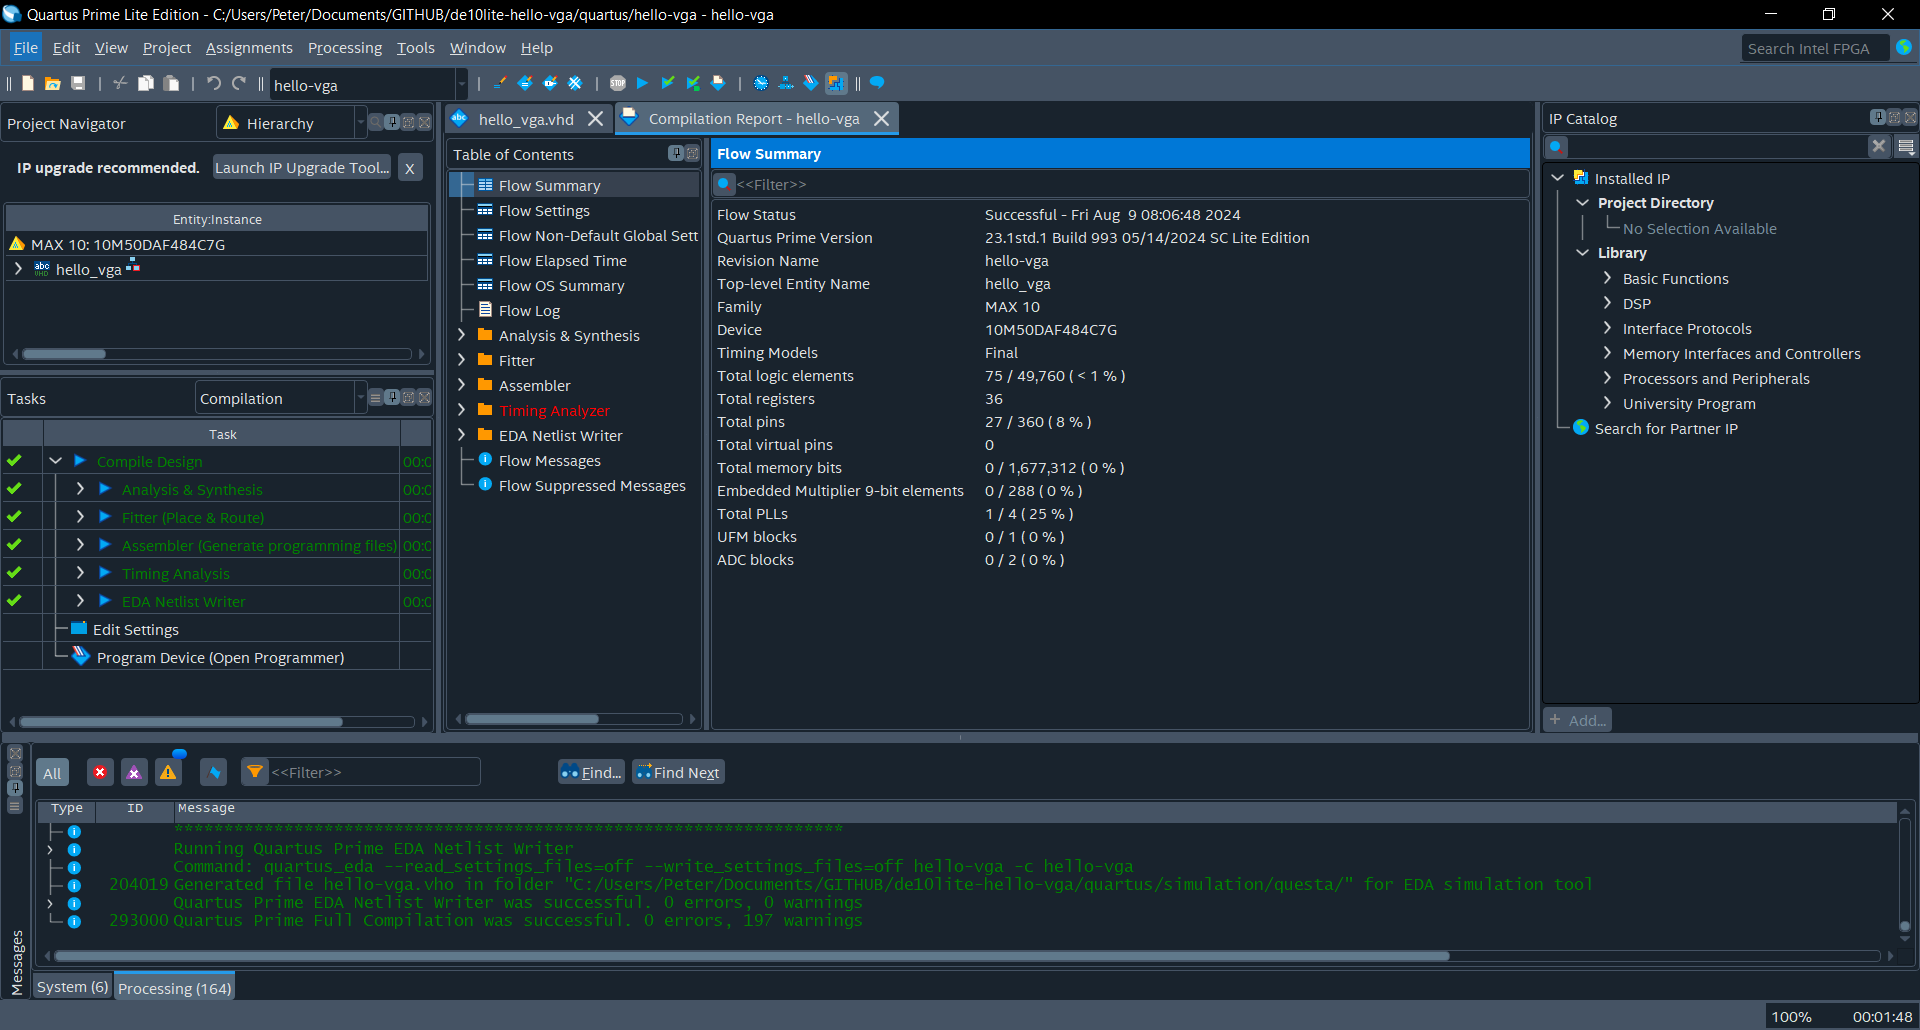 Quartus Prime Lite Edition - C:/Users/Peter/Documents/GITHUB/de10lite-hello-vga/quartus/hello-vga - hello-vga
File Edit View Project Assignments Processing Tools Window Help
Search Intel FPGA
hello-vga
STOP
Project Navigator
Hierarchy
IP upgrade recommended.
Launch IP Upgrade Tool...
X
Entity:Instance
MAX 10: 10M50DAF484C7G
hello_vga
Tasks
Compilation
Task
Compile Design 00:0
Analysis & Synthesis 00:0
Fitter (Place & Route) 00:0
Assembler (Generate programming files) 00:0
Timing Analysis 00:0
EDA Netlist Writer 00:0
Edit Settings
Program Device (Open Programmer)
hello_vga.vhd
Compilation Report - hello-vga
Table of Contents
Flow Summary
Flow Settings
Flow Non-Default Global Sett
Flow Elapsed Time
Flow OS Summary
Flow Log
Analysis & Synthesis
Fitter
Assembler
Timing Analyzer
EDA Netlist Writer
Flow Messages
Flow Suppressed Messages
Flow Summary
<<Filter>>
Flow Status Successful - Fri Aug 9 08:06:48 2024
Quartus Prime Version 23.1std.1 Build 993 05/14/2024 SC Lite Edition
Revision Name hello-vga
Top-level Entity Name hello_vga
Family MAX 10
Device 10M50DAF484C7G
Timing Models Final
Total logic elements 75 / 49,760 ( < 1 % )
Total registers 36
Total pins 27 / 360 ( 8 % )
Total virtual pins 0
Total memory bits 0 / 1,677,312 ( 0 % )
Embedded Multiplier 9-bit elements 0 / 288 ( 0 % )
Total PLLs 1 / 4 ( 25 % )
UFM blocks 0 / 1 ( 0 % )
ADC blocks 0 / 2 ( 0 % )
IP Catalog
Installed IP
Project Directory
No Selection Available
Library
Basic Functions
DSP
Interface Protocols
Memory Interfaces and Controllers
Processors and Peripherals
University Program
Search for Partner IP
+ Add...
All
<<Filter>>
Find...
Find Next
Type ID Message
*******************************************************************
Running Quartus Prime EDA Netlist Writer
Command: quartus_eda --read_settings_files=off --write_settings_files=off hello-vga -c hello-vga
204019 Generated file hello-vga.vho in folder "C:/Users/Peter/Documents/GITHUB/de10lite-hello-vga/quartus/simulation/questa/" for EDA simulation tool
Quartus Prime EDA Netlist Writer was successful. 0 errors, 0 warnings
293000 Quartus Prime Full Compilation was successful. 0 errors, 197 warnings
Messages
System (6)
Processing (164)
100% 00:01:48